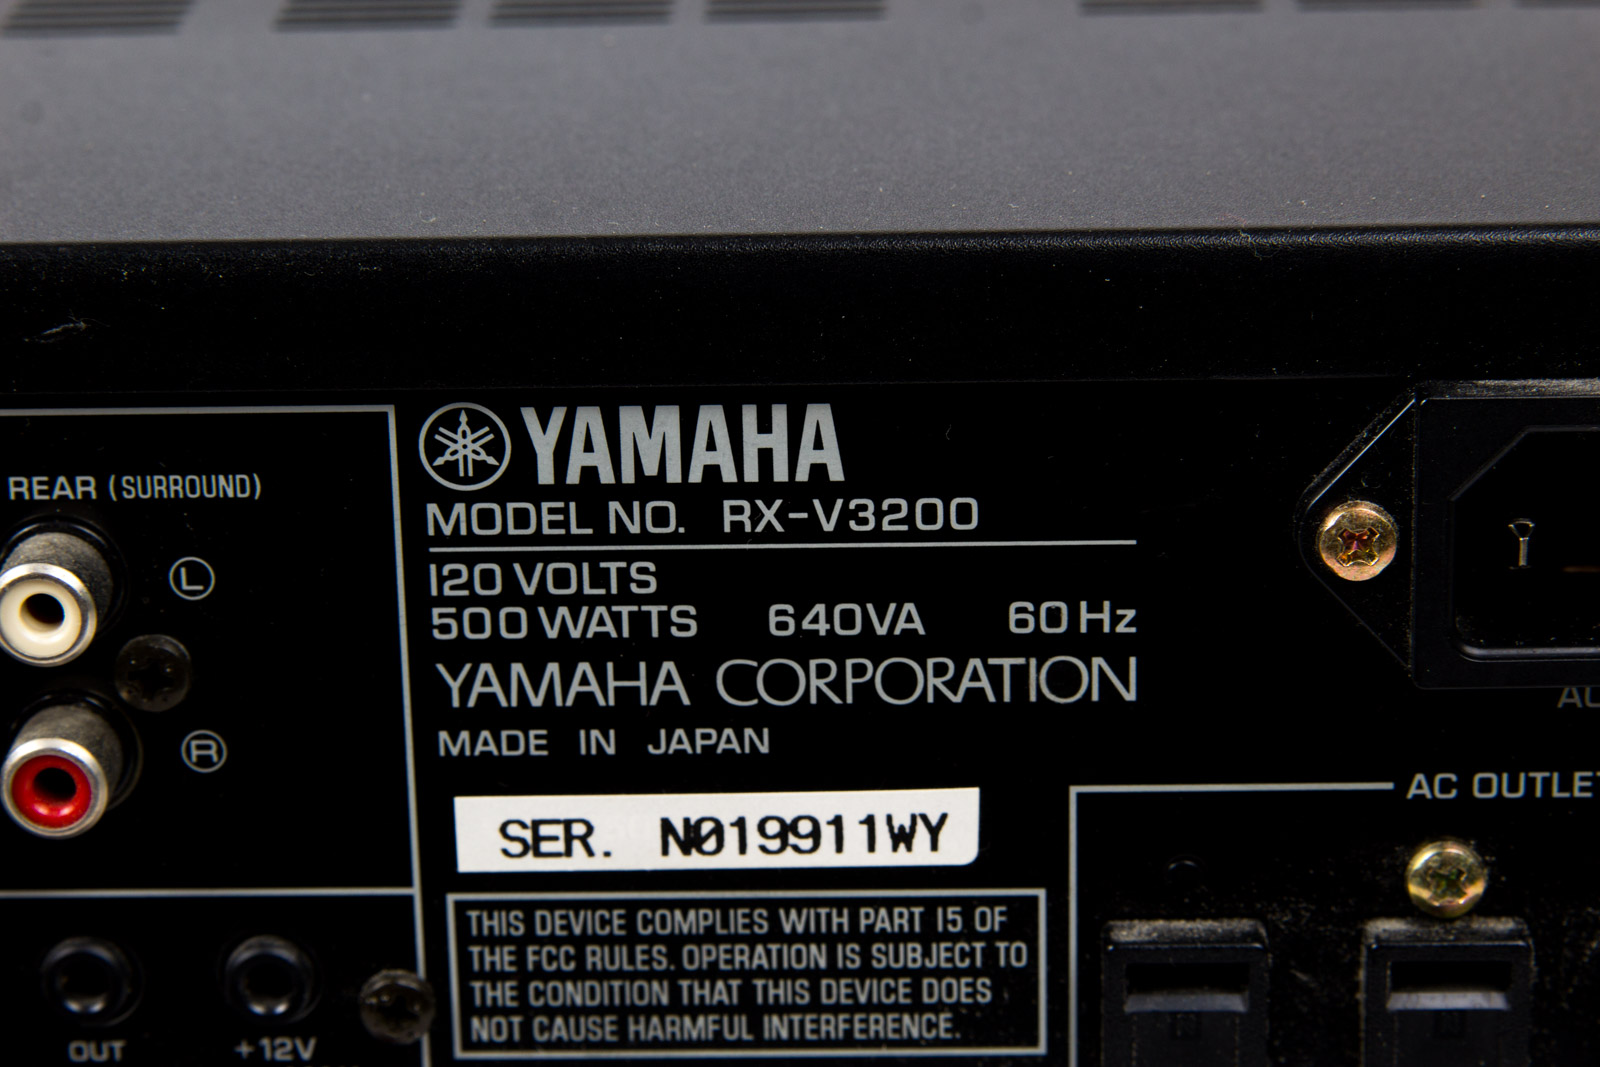 REAR (SURROUND)
L
R
OUT
+12V
YAMAHA
MODEL NO. RX-V3200
120 VOLTS
500 WATTS 640VA 60Hz
YAMAHA CORPORATION
MADE IN JAPAN
SER. N019911WY
THIS DEVICE COMPLIES WITH PART 15 OF
THE FCC RULES. OPERATION IS SUBJECT TO
THE CONDITION THAT THIS DEVICE DOES
NOT CAUSE HARMFUL INTERFERENCE.
AC
AC OUTLET